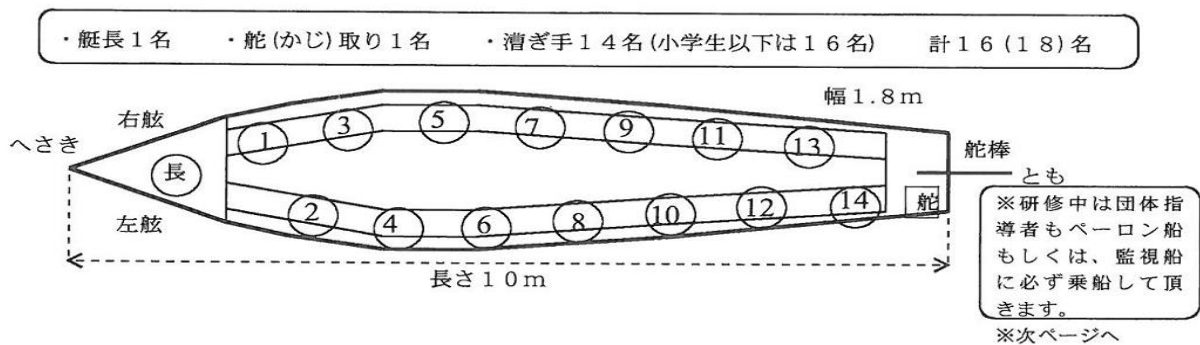 ・艇長1名　・舵(かじ)取り1名　・漕ぎ手14名(小学生以下は16名)　計16(18)名
幅1.8m
右舷
へさき
長
左舷
1 3 5 7 9 11 13
2 4 6 8 10 12 14
舵
舵棒
とも
長さ10m
※研修中は団体指
導者もペーロン船
もしくは、監視船
に必ず乗船して頂
きます。
※次ページへ